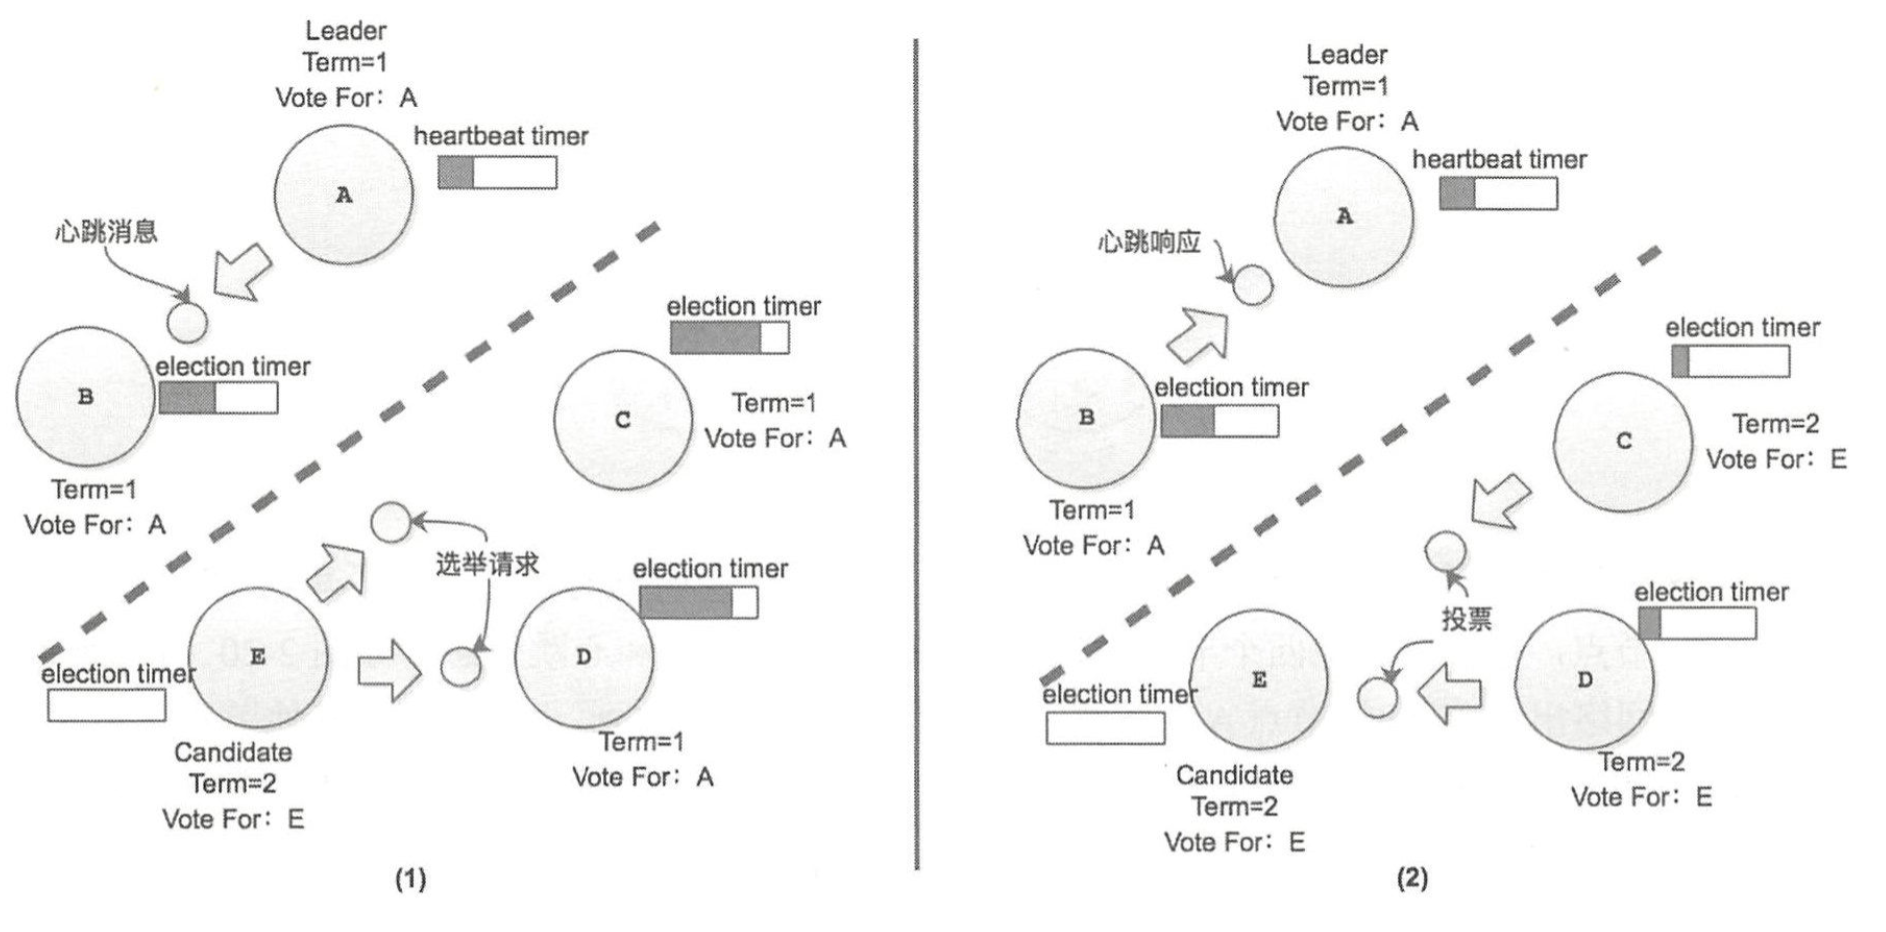 Leader
Term=1
Vote For: A
heartbeat timer
A
心跳消息
election timer
B
Term=1
Vote For: A
election timer
C
Term=1
Vote For: A
选举请求
election timer
D
Term=1
Vote For: A
election timer
E
Candidate
Term=2
Vote For: E
(1)
Leader
Term=1
Vote For: A
heartbeat timer
A
心跳响应
election timer
B
Term=1
Vote For: A
election timer
C
Term=2
Vote For: E
投票
election timer
D
Term=2
Vote For: E
election timer
E
Candidate
Term=2
Vote For: E
(2)